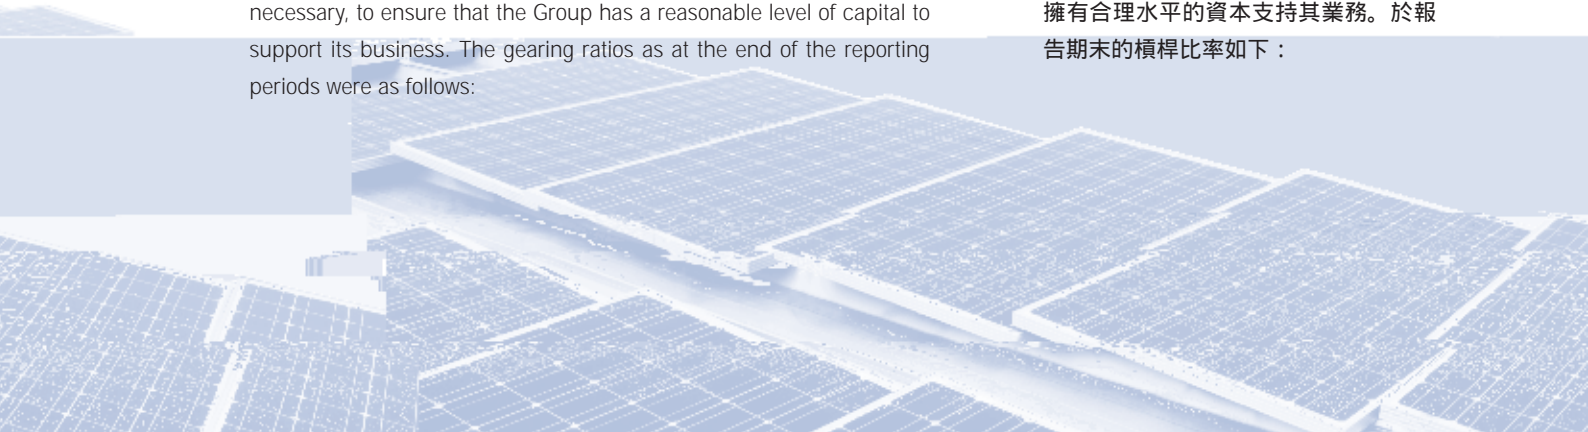 necessary, to ensure that the Group has a reasonable level of capital to
support its business. The gearing ratios as at the end of the reporting
periods were as follows:
擁有合理水平的資本支持其業務。於報
告期末的槓桿比率如下：